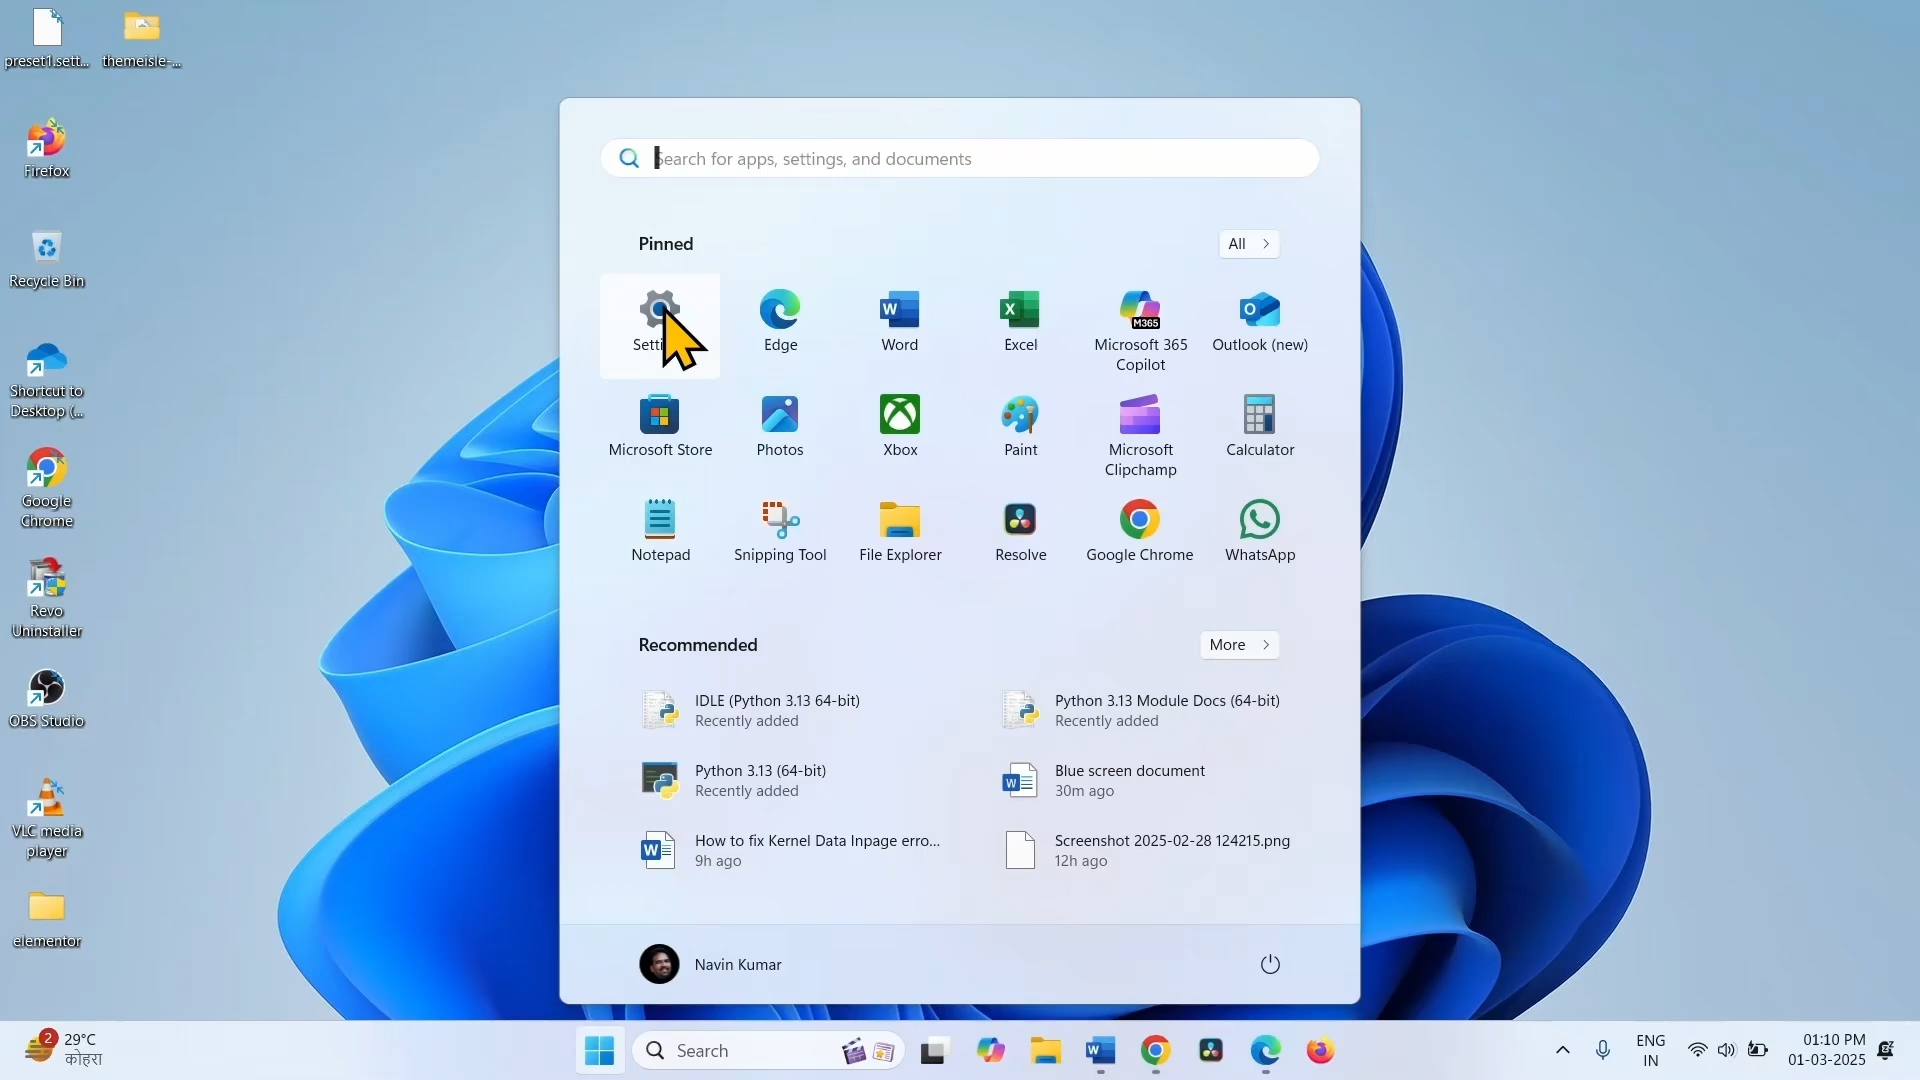 preset1.sett...
themeisle-...
Firefox
Recycle Bin
Shortcut to
Desktop (...
Google
Chrome
Revo
Uninstaller
OBS Studio
VLC media
player
elementor
Search for apps, settings, and documents
Pinned
All
Edge
Word
Excel
Microsoft 365
Copilot
M365
Outlook (new)
Microsoft Store
Photos
Xbox
Paint
Microsoft
Clipchamp
Calculator
Notepad
Snipping Tool
File Explorer
Resolve
Google Chrome
WhatsApp
Recommended
More
IDLE (Python 3.13 64-bit)
Recently added
Python 3.13 Module Docs (64-bit)
Recently added
Python 3.13 (64-bit)
Recently added
Blue screen document
30m ago
How to fix Kernel Data Inpage erro...
9h ago
Screenshot 2025-02-28 124215.png
12h ago
Navin Kumar
2
29°C
कोहरा
Search
ENG
IN
01:10 PM
01-03-2025